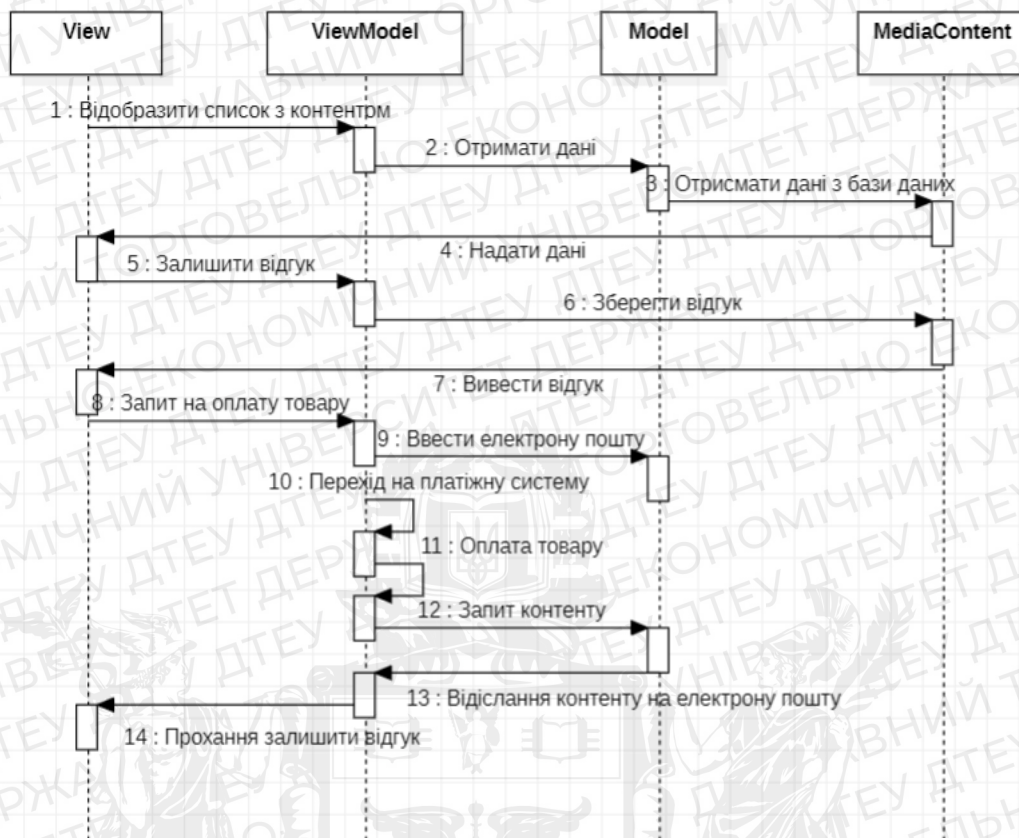 View
ViewModel
Model
MediaContent
1 : Відобразити список з контентрм
2 : Отримати дані
3 : Отрисмати дані з бази даних
4 : Надати дані
5 : Залишити відгук
6 : Зберегти відгук
7 : Вивести відгук
8 : Запит на оплату товару
9 : Ввести електрону пошту
10 : Перехід на платіжну систему
11 : Оплата товару
12 : Запит контенту
13 : Відіслання контенту на електрону пошту
14 : Прохання залишити відгук